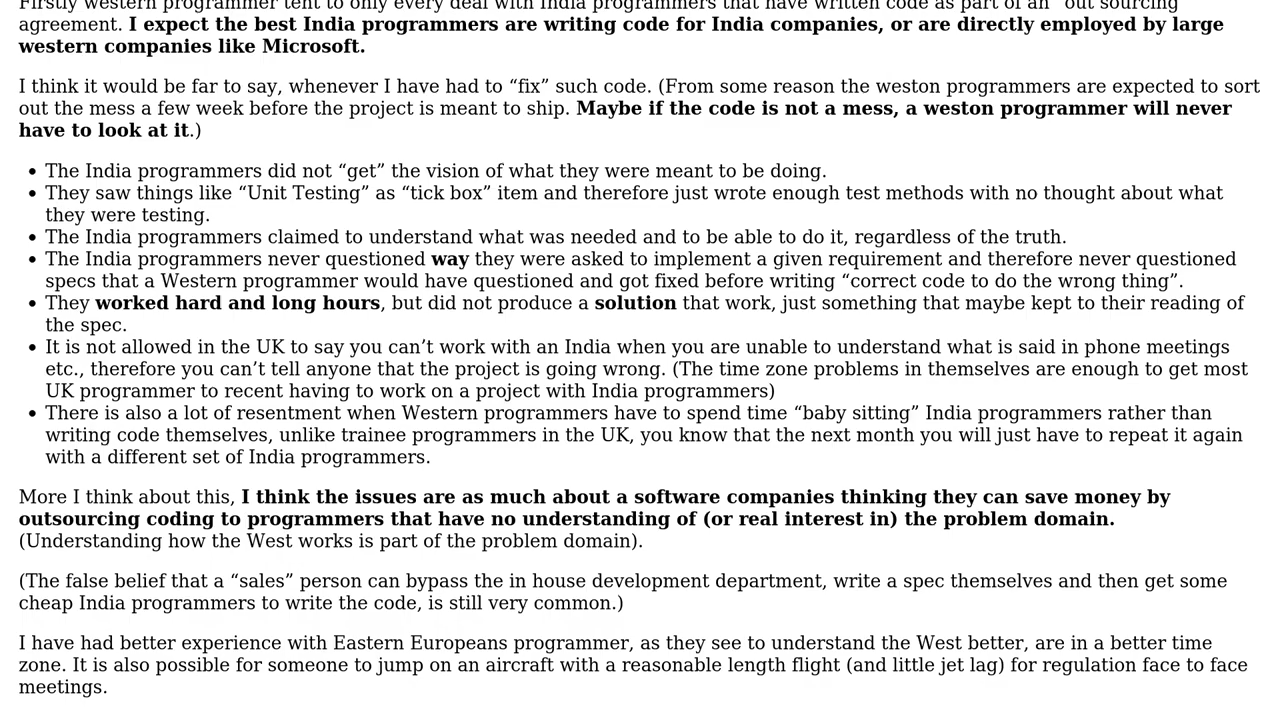 Firstly western programmer tent to only every deal with India programmers that have written code as part of an “out sourcing
agreement. I expect the best India programmers are writing code for India companies, or are directly employed by large
western companies like Microsoft.
I think it would be far to say, whenever I have had to “fix” such code. (From some reason the weston programmers are expected to sort
out the mess a few week before the project is meant to ship. Maybe if the code is not a mess, a weston programmer will never
have to look at it.)
• The India programmers did not “get” the vision of what they were meant to be doing.
• They saw things like “Unit Testing” as “tick box” item and therefore just wrote enough test methods with no thought about what
they were testing.
• The India programmers claimed to understand what was needed and to be able to do it, regardless of the truth.
• The India programmers never questioned way they were asked to implement a given requirement and therefore never questioned
specs that a Western programmer would have questioned and got fixed before writing “correct code to do the wrong thing”.
• They worked hard and long hours, but did not produce a solution that work, just something that maybe kept to their reading of
the spec.
• It is not allowed in the UK to say you can’t work with an India when you are unable to understand what is said in phone meetings
etc., therefore you can’t tell anyone that the project is going wrong. (The time zone problems in themselves are enough to get most
UK programmer to recent having to work on a project with India programmers)
• There is also a lot of resentment when Western programmers have to spend time “baby sitting” India programmers rather than
writing code themselves, unlike trainee programmers in the UK, you know that the next month you will just have to repeat it again
with a different set of India programmers.
More I think about this, I think the issues are as much about a software companies thinking they can save money by
outsourcing coding to programmers that have no understanding of (or real interest in) the problem domain.
(Understanding how the West works is part of the problem domain).
(The false belief that a “sales” person can bypass the in house development department, write a spec themselves and then get some
cheap India programmers to write the code, is still very common.)
I have had better experience with Eastern Europeans programmer, as they see to understand the West better, are in a better time
zone. It is also possible for someone to jump on an aircraft with a reasonable length flight (and little jet lag) for regulation face to face
meetings.